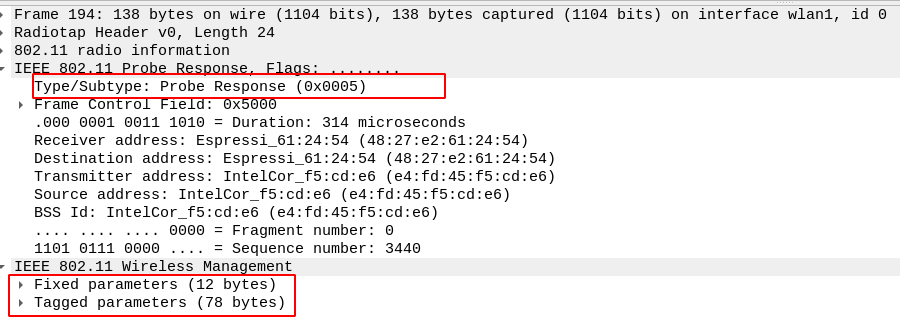 Frame 194: 138 bytes on wire (1104 bits), 138 bytes captured (1104 bits) on interface wlan1, id 0
Radiotap Header v0, Length 24
802.11 radio information
IEEE 802.11 Probe Response, Flags: ........
Type/Subtype: Probe Response (0x0005)
Frame Control Field: 0x5000
.000 0001 0011 1010 = Duration: 314 microseconds
Receiver address: Espressi_61:24:54 (48:27:e2:61:24:54)
Destination address: Espressi_61:24:54 (48:27:e2:61:24:54)
Transmitter address: IntelCor_f5:cd:e6 (e4:fd:45:f5:cd:e6)
Source address: IntelCor_f5:cd:e6 (e4:fd:45:f5:cd:e6)
BSS Id: IntelCor_f5:cd:e6 (e4:fd:45:f5:cd:e6)
.... .... .... 0000 = Fragment number: 0
1101 0111 0000 .... = Sequence number: 3440
IEEE 802.11 Wireless Management
Fixed parameters (12 bytes)
Tagged parameters (78 bytes)